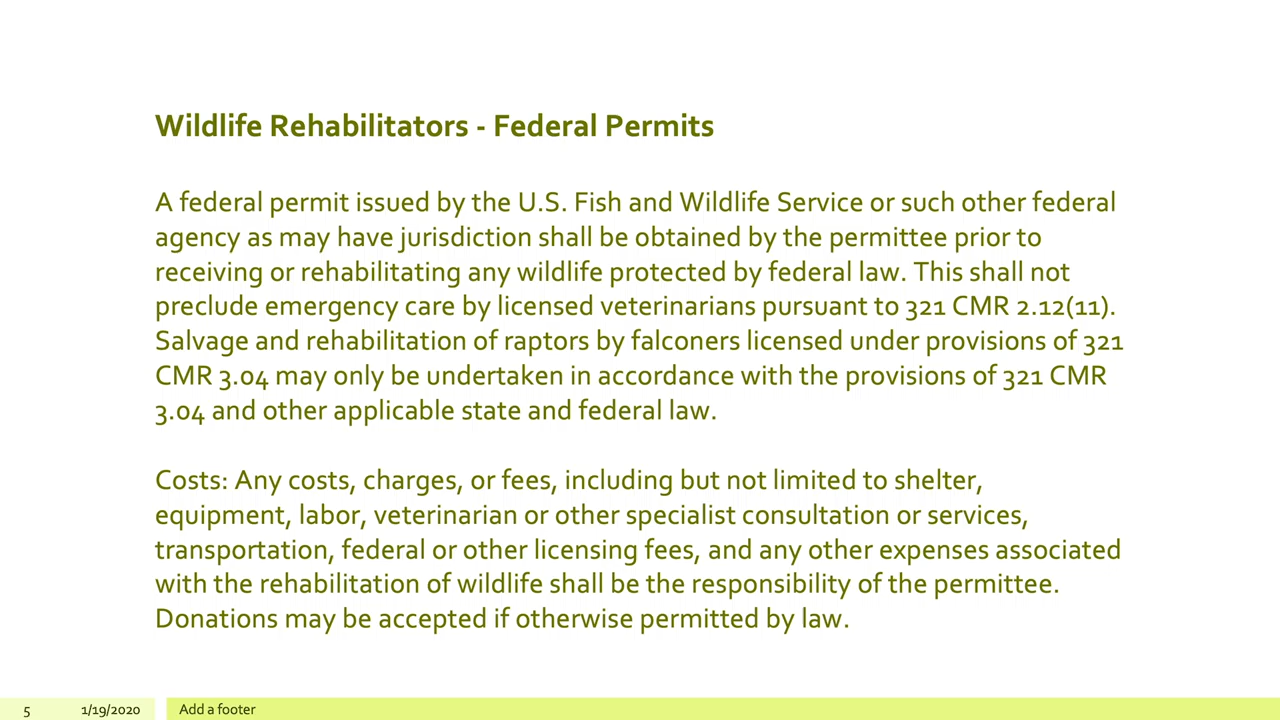 Wildlife Rehabilitators - Federal Permits
A federal permit issued by the U.S. Fish and Wildlife Service or such other federal
agency as may have jurisdiction shall be obtained by the permittee prior to
receiving or rehabilitating any wildlife protected by federal law. This shall not
preclude emergency care by licensed veterinarians pursuant to 321 CMR 2.12(11).
Salvage and rehabilitation of raptors by falconers licensed under provisions of 321
CMR 3.04 may only be undertaken in accordance with the provisions of 321 CMR
3.04 and other applicable state and federal law.
Costs: Any costs, charges, or fees, including but not limited to shelter,
equipment, labor, veterinarian or other specialist consultation or services,
transportation, federal or other licensing fees, and any other expenses associated
with the rehabilitation of wildlife shall be the responsibility of the permittee.
Donations may be accepted if otherwise permitted by law.
5 1/19/2020 Add a footer